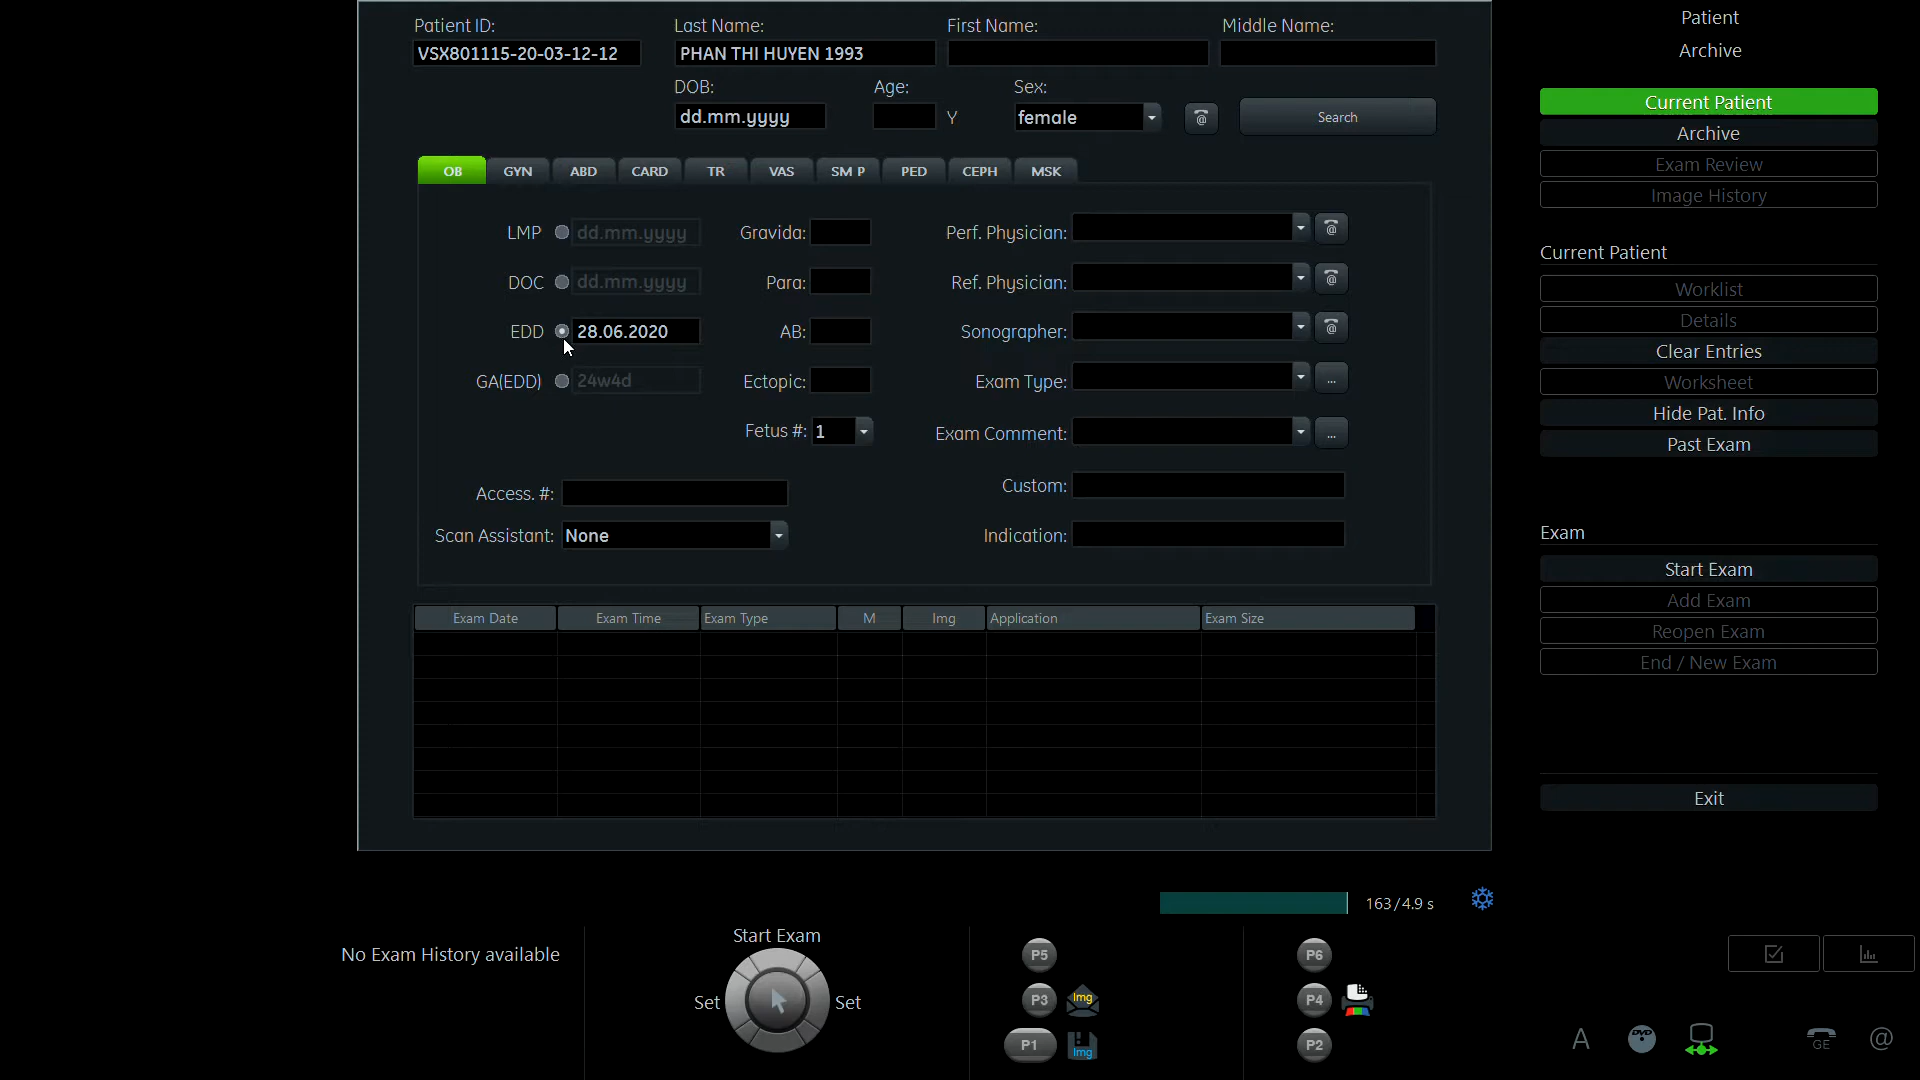 Patient ID: Last Name: First Name: Middle Name:
VSX801115-20-03-12-12 PHAN THI HUYEN 1993
DOB: Age: Sex:
dd.mm.yyyy Y female @ Search
OB GYN ABD CARD TR VAS SM P PED CEPH MSK
LMP dd.mm.yyyy Gravida: Perf. Physician: @
DOC dd.mm.yyyy Para: Ref. Physician: @
EDD 28.06.2020 AB: Sonographer: @
GA(EDD) 24w4d Ectopic: Exam Type: ...
Fetus #: 1 Exam Comment: ...
Access. #: Custom:
Scan Assistant: None Indication:
Exam Date Exam Time Exam Type M Img Application Exam Size
163/4.9 s
No Exam History available
Start Exam
Set Set
P5
P3 Img
P1 Img
P6
P4
P2
Patient
Archive
Current Patient
Archive
Exam Review
Image History
Current Patient
Worklist
Details
Clear Entries
Worksheet
Hide Pat. Info
Past Exam
Exam
Start Exam
Add Exam
Reopen Exam
End / New Exam
Exit
A DVD GE @